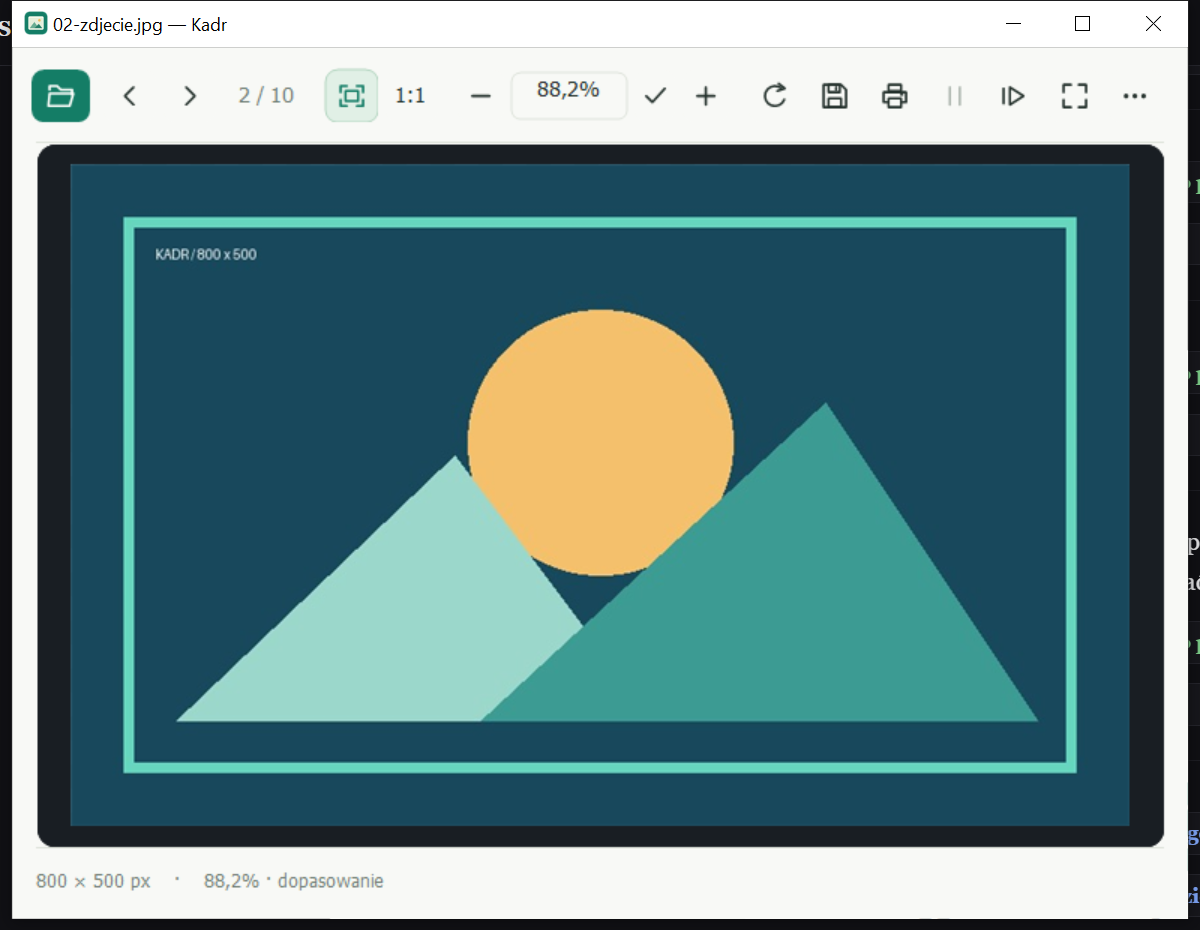 02-zdjecie.jpg — Kadr
2 / 10
1:1
88,2%
KADR / 800 x 500
800 × 500 px · 88,2% · dopasowanie